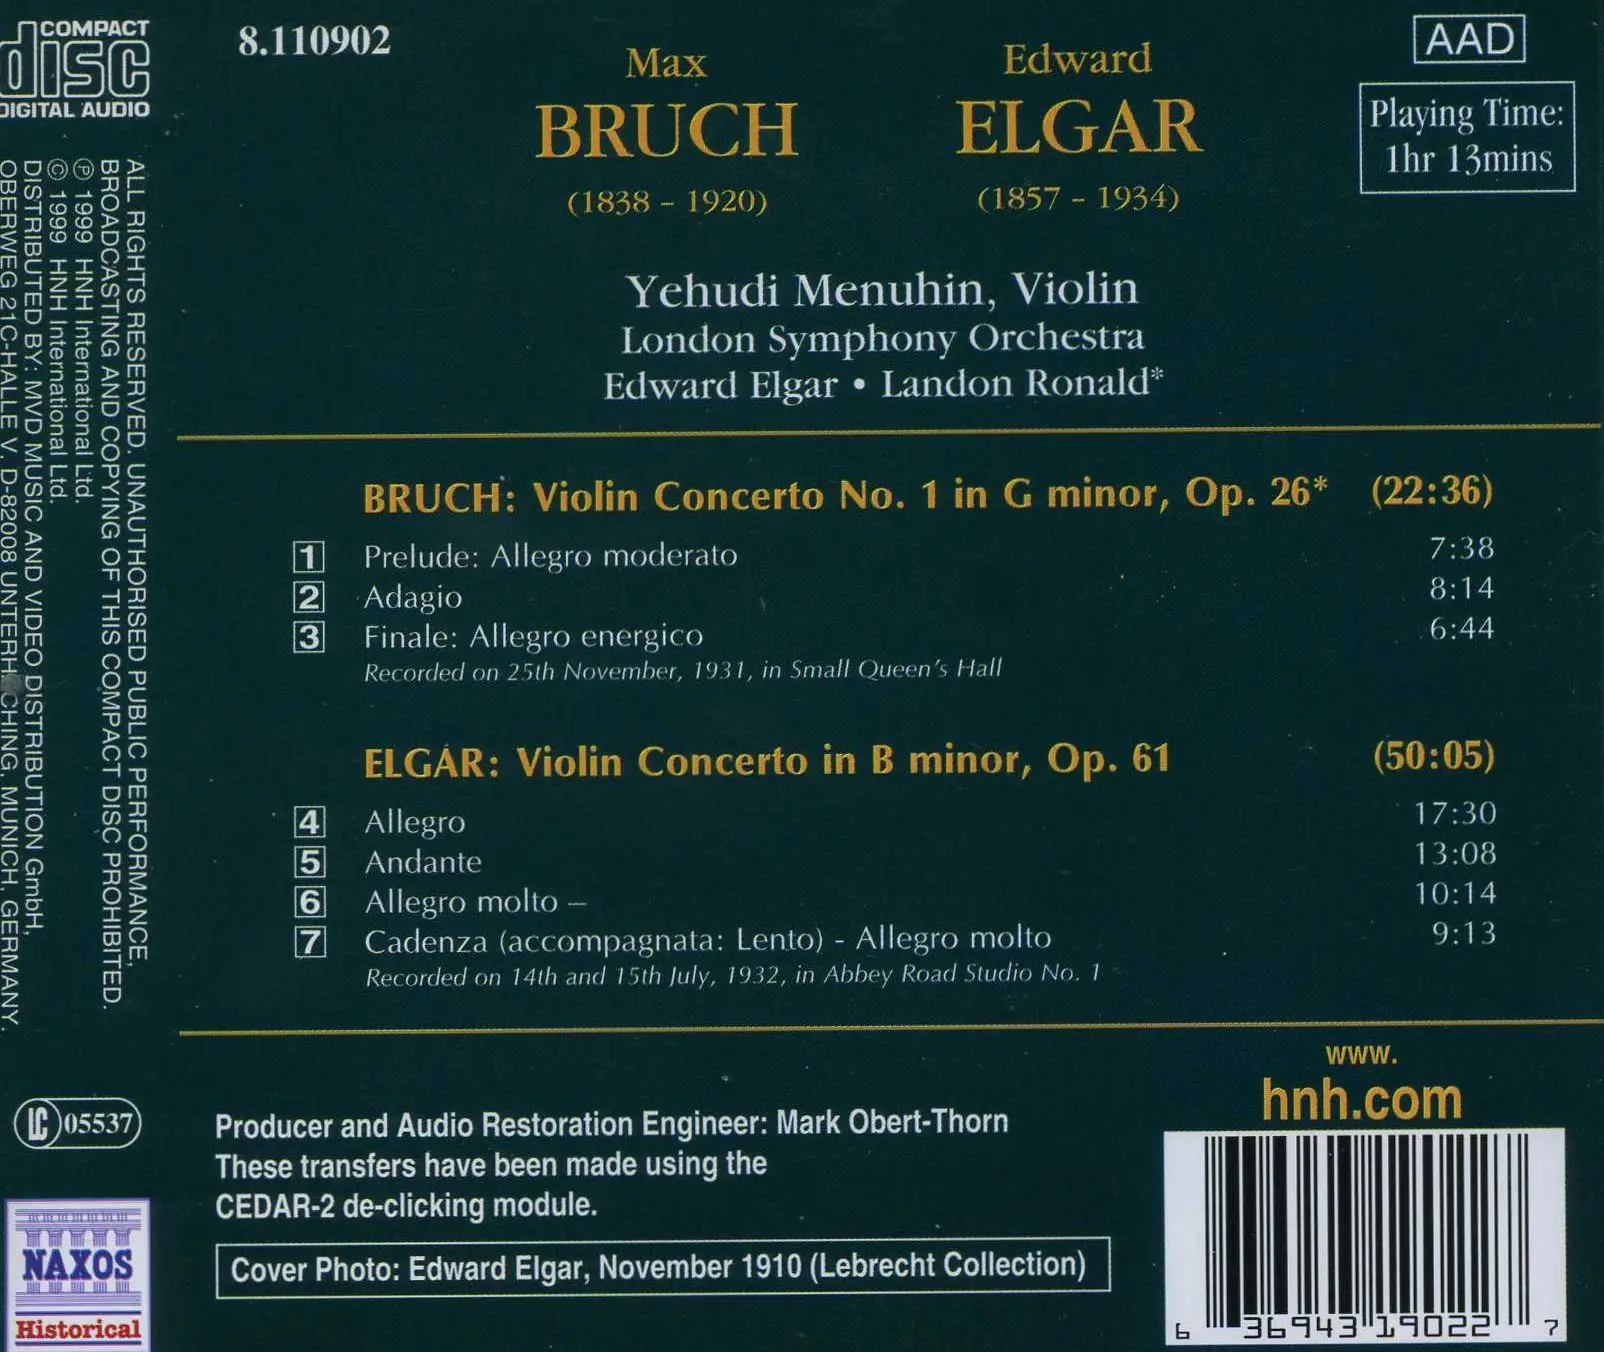 COMPACT
disc
DIGITAL AUDIO
8.110902
Max
BRUCH
(1838 – 1920)
Edward
ELGAR
(1857 – 1934)
AAD
Playing Time:
1hr 13mins
Yehudi Menuhin, Violin
London Symphony Orchestra
Edward Elgar • Landon Ronald*
BRUCH: Violin Concerto No. 1 in G minor, Op. 26* (22:36)
1 Prelude: Allegro moderato 7:38
2 Adagio 8:14
3 Finale: Allegro energico 6:44
Recorded on 25th November, 1931, in Small Queen's Hall
ELGAR: Violin Concerto in B minor, Op. 61 (50:05)
4 Allegro 17:30
5 Andante 13:08
6 Allegro molto – 10:14
7 Cadenza (accompagnata: Lento) - Allegro molto 9:13
Recorded on 14th and 15th July, 1932, in Abbey Road Studio No. 1
ALL RIGHTS RESERVED. UNAUTHORISED PUBLIC PERFORMANCE,
BROADCASTING AND COPYING OF THIS COMPACT DISC PROHIBITED.
℗ 1999 HNH International Ltd.
© 1999 HNH International Ltd.
DISTRIBUTED BY: MVD MUSIC AND VIDEO DISTRIBUTION GmbH,
OBERWEG 21C-HALLE V, D-82008 UNTERHACHING, MUNICH, GERMANY.
LC 05537
NAXOS
Historical
Producer and Audio Restoration Engineer: Mark Obert-Thorn
These transfers have been made using the
CEDAR-2 de-clicking module.
Cover Photo: Edward Elgar, November 1910 (Lebrecht Collection)
www.
hnh.com
6 36943 19022 7